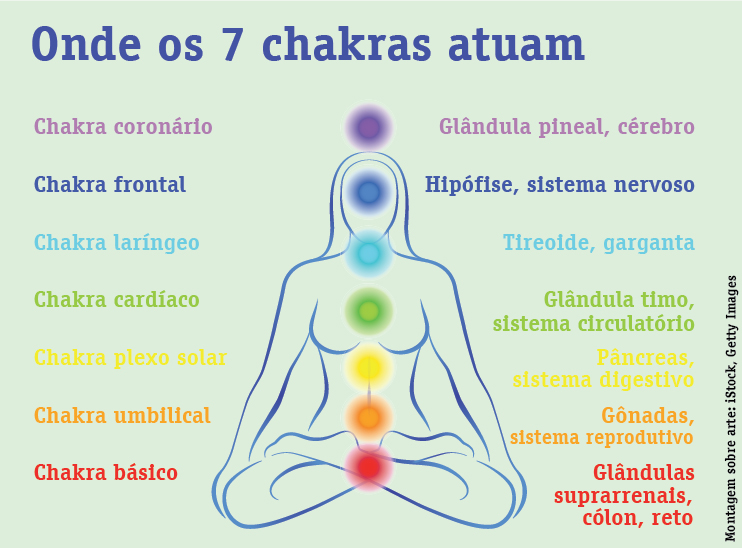 Onde os 7 chakras atuam
Chakra coronário
Glândula pineal, cérebro
Chakra frontal
Hipófise, sistema nervoso
Chakra laríngeo
Tireoide, garganta
Chakra cardíaco
Glândula timo,
sistema circulatório
Chakra plexo solar
Pâncreas,
sistema digestivo
Chakra umbilical
Gônadas,
sistema reprodutivo
Chakra básico
Glândulas
suprarrenais,
cólon, reto
Montagem sobre arte: iStock, Getty Images